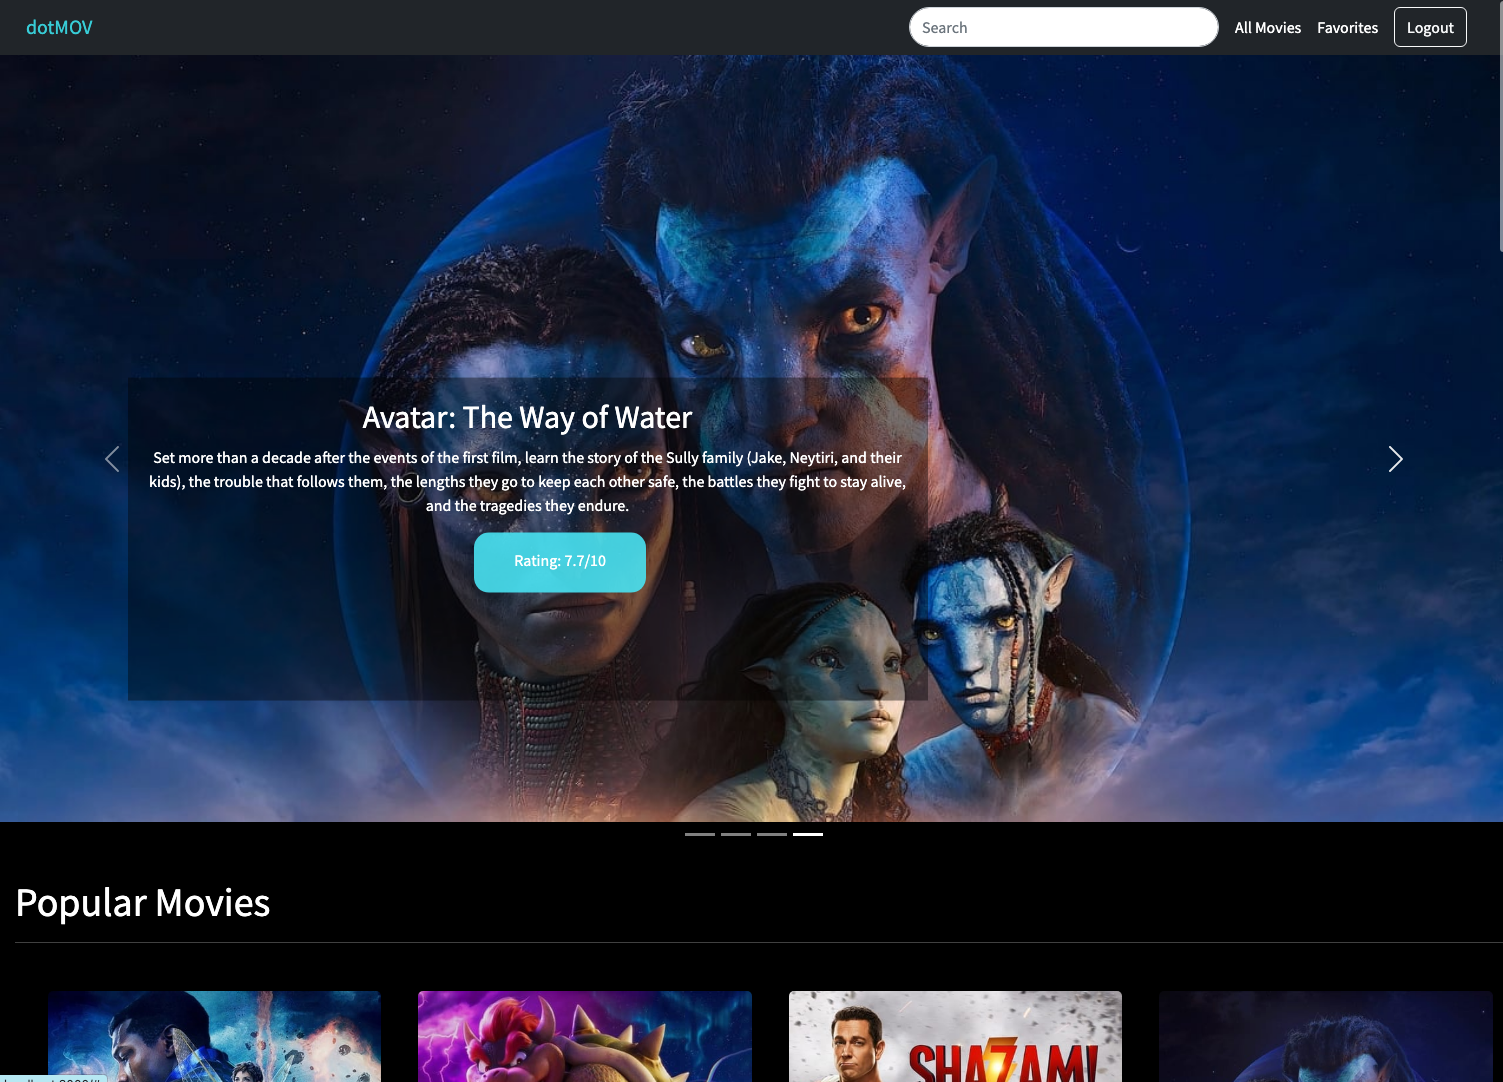 dotMOV
Search
All Movies
Favorites
Logout
Avatar: The Way of Water
Set more than a decade after the events of the first film, learn the story of the Sully family (Jake, Neytiri, and their
kids), the trouble that follows them, the lengths they go to keep each other safe, the battles they fight to stay alive,
and the tragedies they endure.
Rating: 7.7/10
Popular Movies
SHAZAM!